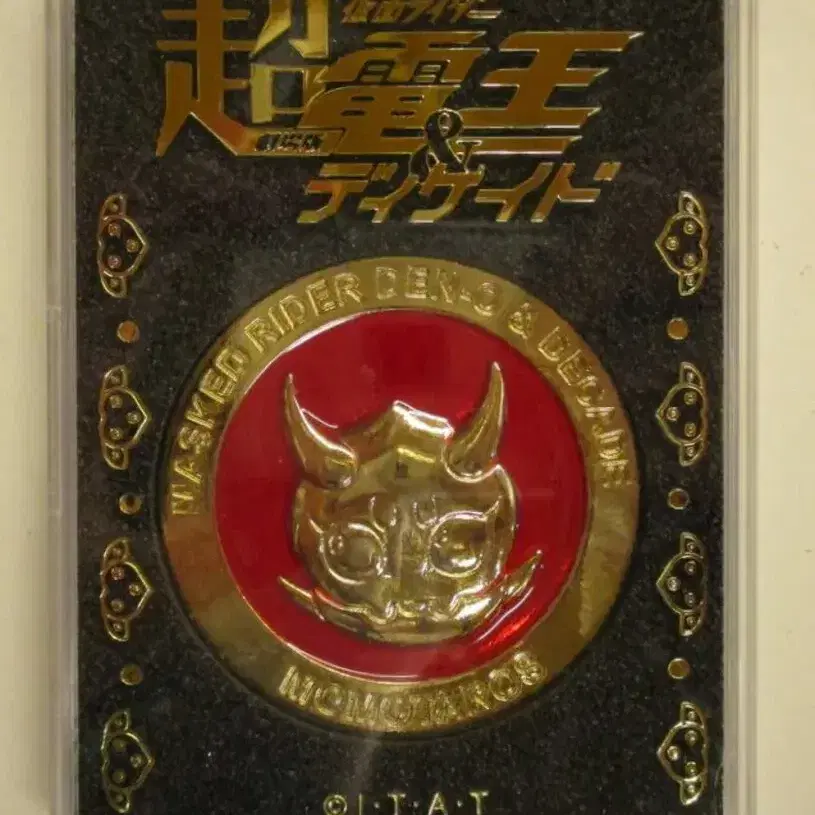 仮面ライダー
超
劇場版
電王
&
ディケイド
MASKED RIDER DEN-O & DECADE
MOMOTAROS
©I・T・A・T